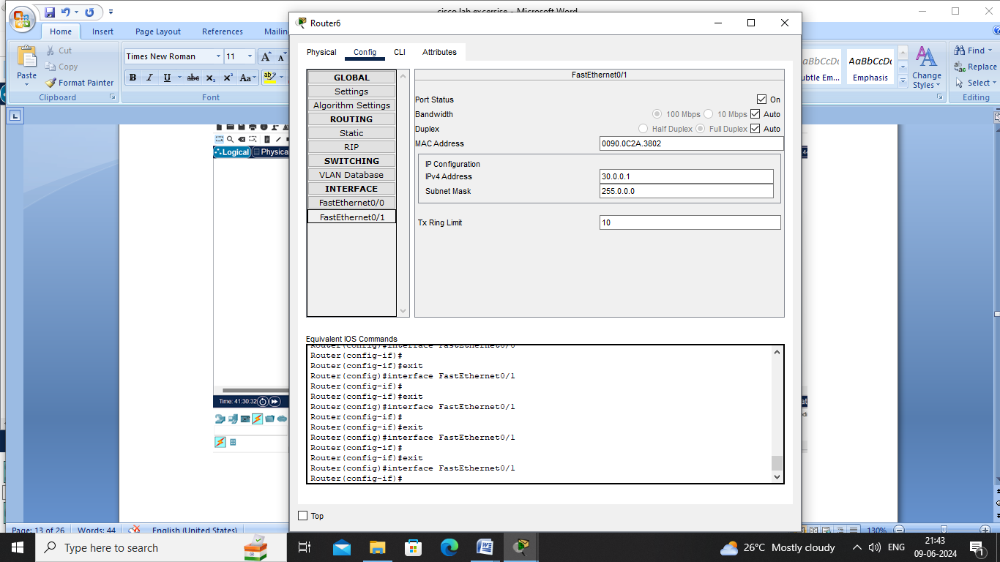 cisco lab excersise - Microsoft Word
Home Insert Page Layout References Mailin
Paste
Cut
Copy
Format Painter
Clipboard
Times New Roman 11
B I U abc X₂ X² Aa ab
Font
AaBbCcDc AaBbCcDc
ubtle Em... Emphasis
Change
Styles
Find
Replace
Select
Editing
Router6
Physical Config CLI Attributes
GLOBAL
Settings
Algorithm Settings
ROUTING
Static
RIP
SWITCHING
VLAN Database
INTERFACE
FastEthernet0/0
FastEthernet0/1
FastEthernet0/1
Port Status On
Bandwidth 100 Mbps 10 Mbps Auto
Duplex Half Duplex Full Duplex Auto
MAC Address 0090.0C2A.3802
IP Configuration
IPv4 Address 30.0.0.1
Subnet Mask 255.0.0.0
Tx Ring Limit 10
Equivalent IOS Commands
Router(config)#interface FastEthernet0/0
Router(config-if)#
Router(config-if)#exit
Router(config)#interface FastEthernet0/1
Router(config-if)#
Router(config-if)#exit
Router(config)#interface FastEthernet0/1
Router(config-if)#
Router(config-if)#exit
Router(config)#interface FastEthernet0/1
Router(config-if)#
Router(config-if)#exit
Router(config)#interface FastEthernet0/1
Router(config-if)#
Top
Logical Physica
Time: 41:30:32
Page: 13 of 26 Words: 44 English (United States) 130%
Type here to search
26°C Mostly cloudy ENG 21:43
09-06-2024
1